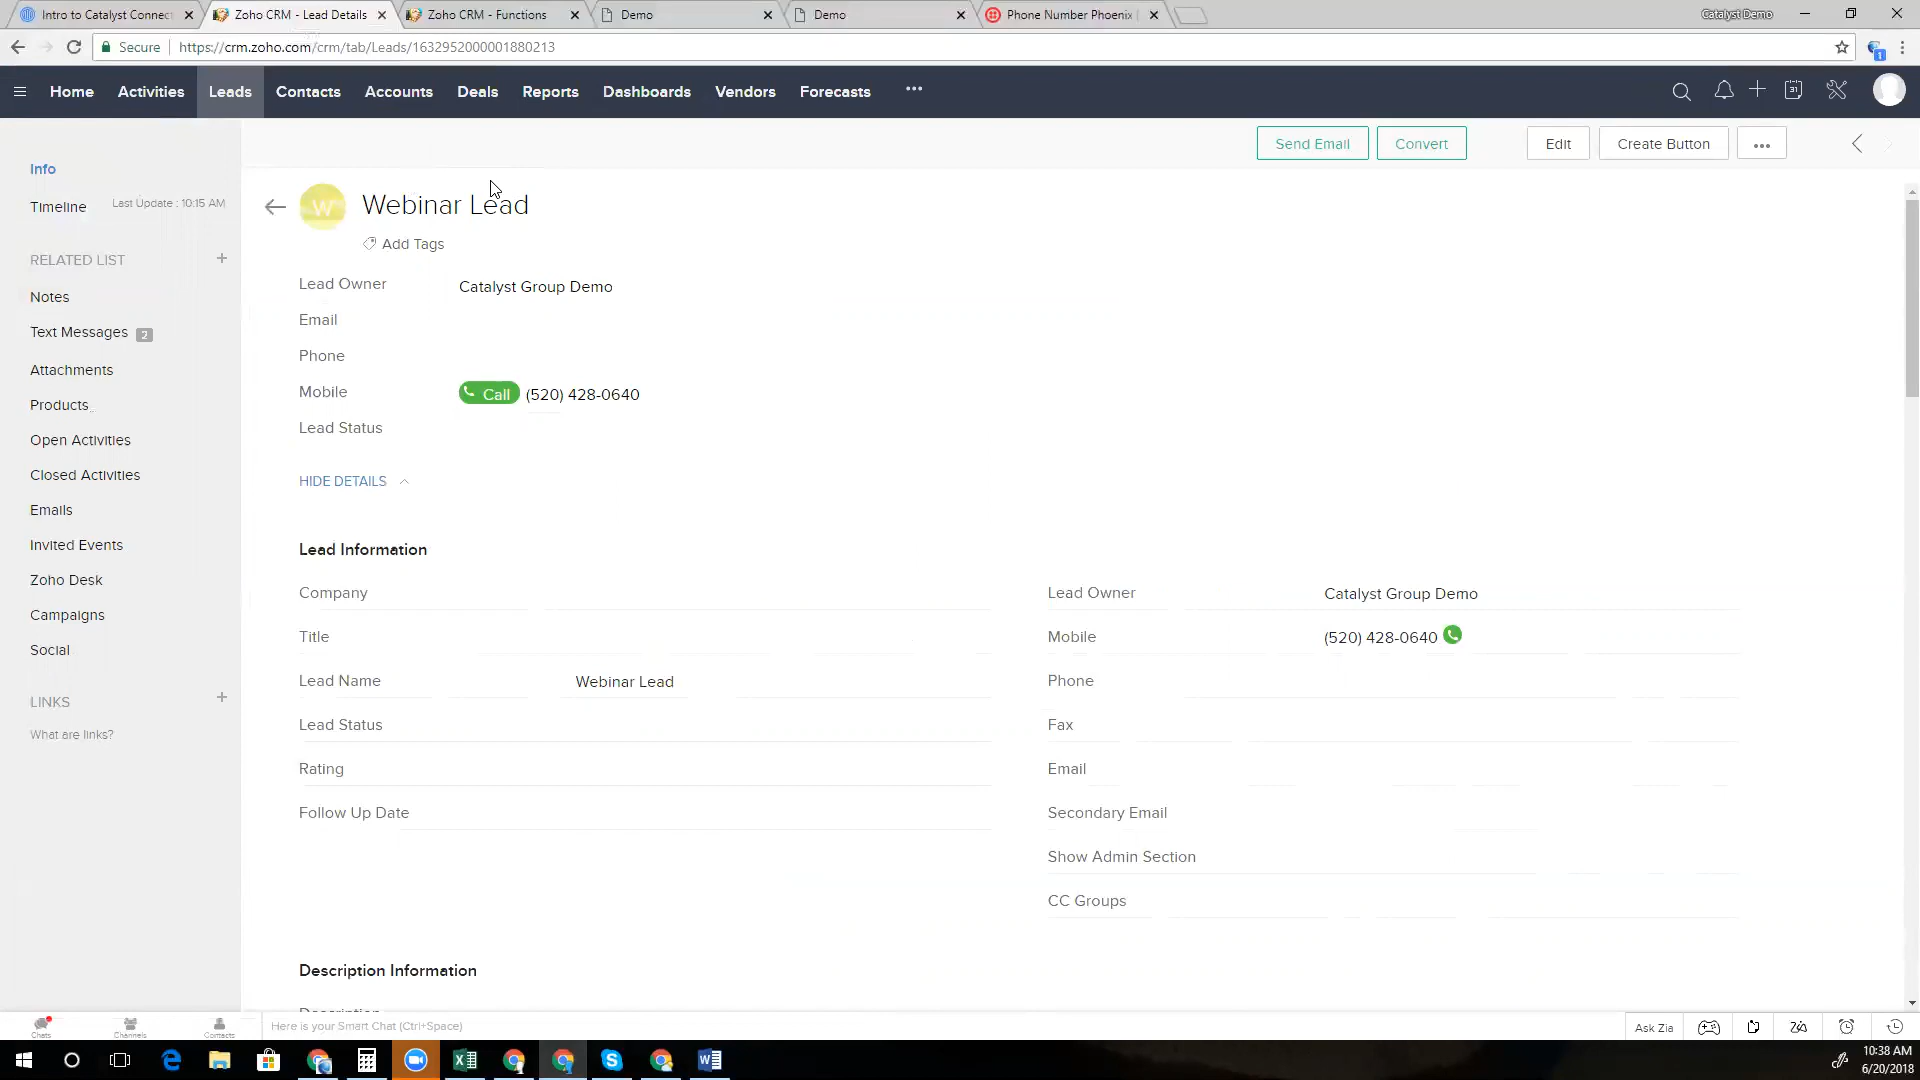 Intro to Catalyst Connect
Zoho CRM - Lead Details
Zoho CRM - Functions
Demo
Demo
Phone Number Phoenix |
Catalyst Demo
Secure
https://crm.zoho.com/crm/tab/Leads/1632952000001880213
1
Home
Activities
Leads
Contacts
Accounts
Deals
Reports
Dashboards
Vendors
Forecasts
31
Send Email
Convert
Edit
Create Button
Info
Timeline
Last Update : 10:15 AM
RELATED LIST
Notes
Text Messages 2
Attachments
Products
Open Activities
Closed Activities
Emails
Invited Events
Zoho Desk
Campaigns
Social
LINKS
What are links?
W
Webinar Lead
Add Tags
Lead Owner
Catalyst Group Demo
Email
Phone
Mobile
Call (520) 428-0640
Lead Status
HIDE DETAILS
Lead Information
Company
Lead Owner
Catalyst Group Demo
Title
Mobile
(520) 428-0640
Lead Name
Webinar Lead
Phone
Lead Status
Fax
Rating
Email
Follow Up Date
Secondary Email
Show Admin Section
CC Groups
Description Information
Description
Chats
Channels
Contacts
Here is your Smart Chat (Ctrl+Space)
Ask Zia
10:38 AM
6/20/2018